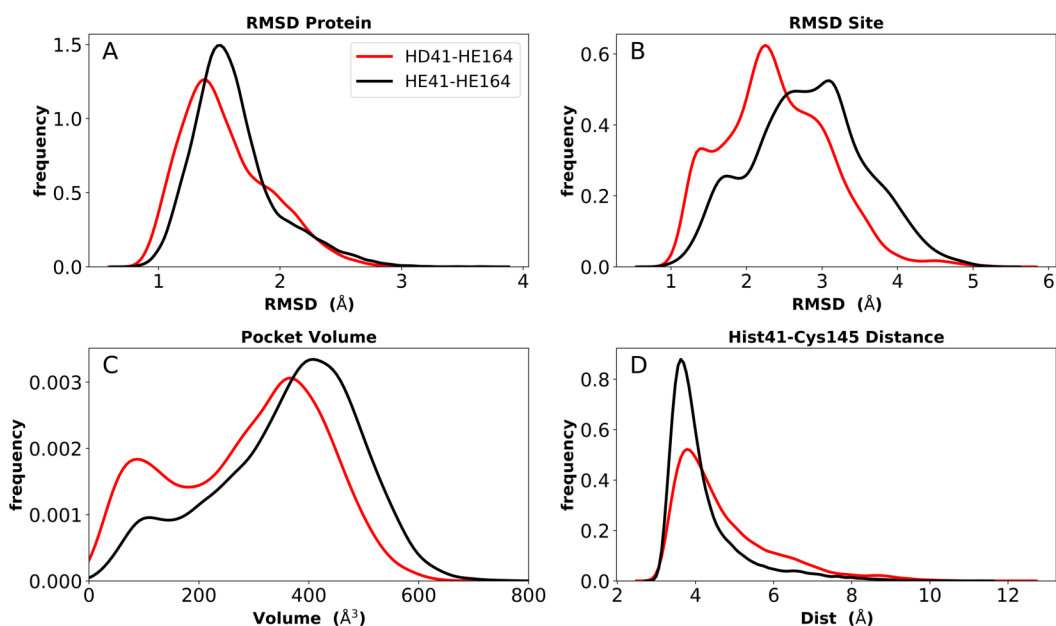 RMSD Protein
A
HD41-HE164
HE41-HE164
frequency
1.5
1.0
0.5
0.0
1
2
3
4
RMSD (Å)
RMSD Site
B
frequency
0.6
0.4
0.2
0.0
1
2
3
4
5
6
RMSD (Å)
Pocket Volume
C
frequency
0.003
0.002
0.001
0.000
0
200
400
600
800
Volume (Å³)
Hist41-Cys145 Distance
D
frequency
0.8
0.6
0.4
0.2
0.0
2
4
6
8
10
12
Dist (Å)